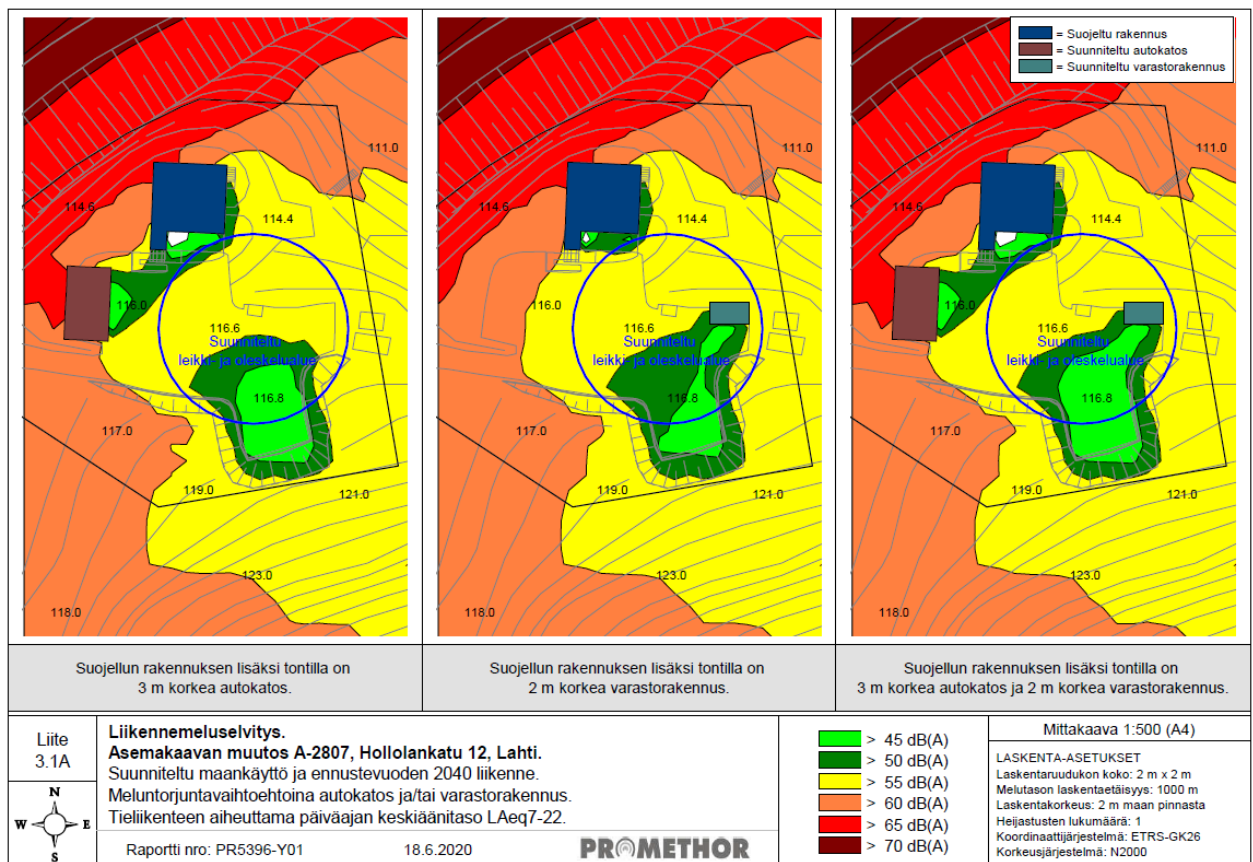 = Suojeltu rakennus
= Suunniteltu autokatos
= Suunniteltu varastorakennus
111.0
114.6
114.4
116.0
116.6
Suunniteltu
leikki- ja oleskelualue
116.8
117.0
119.0
121.0
123.0
118.0
111.0
114.6
114.4
116.0
116.6
Suunniteltu
leikki- ja oleskelualue
116.8
117.0
119.0
121.0
123.0
118.0
111.0
114.6
114.4
116.0
116.6
Suunniteltu
leikki- ja oleskelualue
116.8
117.0
119.0
121.0
123.0
118.0
Suojellun rakennuksen lisäksi tontilla on
3 m korkea autokatos.
Suojellun rakennuksen lisäksi tontilla on
2 m korkea varastorakennus.
Suojellun rakennuksen lisäksi tontilla on
3 m korkea autokatos ja 2 m korkea varastorakennus.
Liite
3.1A
N
W E
S
Liikennemeluselvitys.
Asemakaavan muutos A-2807, Hollolankatu 12, Lahti.
Suunniteltu maankäyttö ja ennustevuoden 2040 liikenne.
Meluntorjuntavaihtoehtoina autokatos ja/tai varastorakennus.
Tieliikenteen aiheuttama päiväajan keskiäänitaso LAeq7-22.
Raportti nro: PR5396-Y01 18.6.2020 PROMETHOR
> 45 dB(A)
> 50 dB(A)
> 55 dB(A)
> 60 dB(A)
> 65 dB(A)
> 70 dB(A)
Mittakaava 1:500 (A4)
LASKENTA-ASETUKSET
Laskentaruudukon koko: 2 m x 2 m
Melutason laskentaetäisyys: 1000 m
Laskentakorkeus: 2 m maan pinnasta
Heijastusten lukumäärä: 1
Koordinaattijärjestelmä: ETRS-GK26
Korkeusjärjestelmä: N2000